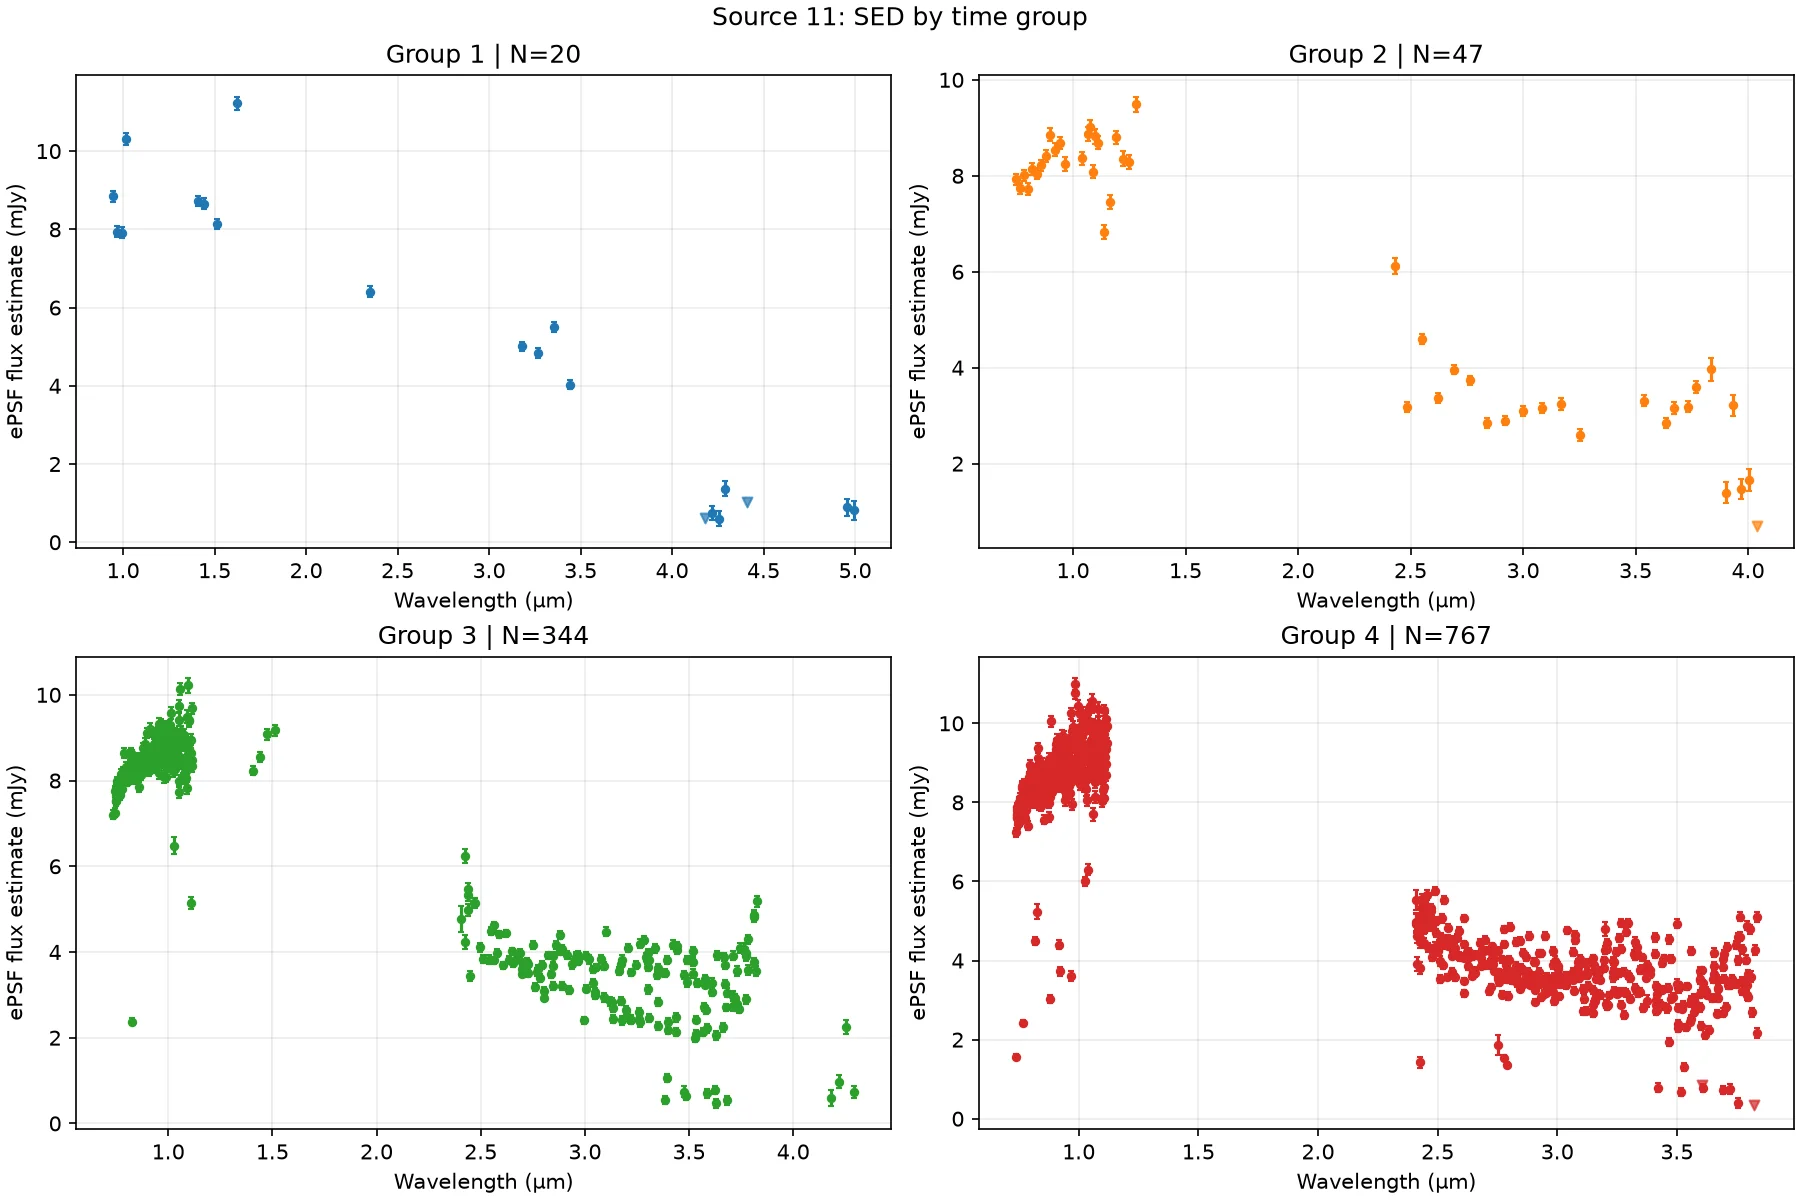 Source 11: SED by time group
Group 1 | N=20
ePSF flux estimate (mJy)
10
8
6
4
2
0
1.0 1.5 2.0 2.5 3.0 3.5 4.0 4.5 5.0
Wavelength (μm)
Group 2 | N=47
ePSF flux estimate (mJy)
10
8
6
4
2
1.0 1.5 2.0 2.5 3.0 3.5 4.0
Wavelength (μm)
Group 3 | N=344
ePSF flux estimate (mJy)
10
8
6
4
2
0
1.0 1.5 2.0 2.5 3.0 3.5 4.0
Wavelength (μm)
Group 4 | N=767
ePSF flux estimate (mJy)
10
8
6
4
2
0
1.0 1.5 2.0 2.5 3.0 3.5
Wavelength (μm)